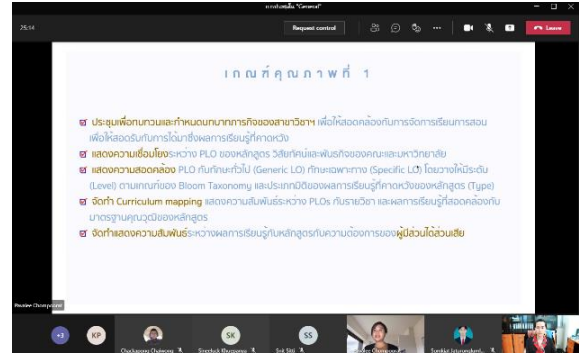 การประชุมใน "General"
25:14
Request control
Leave
เกณฑ์คุณภาพที่ 1
ประชุมเพื่อทบทวนและกำหนดบทบาทภารกิจของสาขาวิชาฯ เพื่อให้สอดคล้องกับการจัดการเรียนการสอน
เพื่อให้สอดรับกับการได้มาซึ่งผลการเรียนรู้ที่คาดหวัง
แสดงความเชื่อมโยงระหว่าง PLO ของหลักสูตร วิสัยทัศน์และพันธกิจของคณะและมหาวิทยาลัย
แสดงความสอดคล้อง PLO กับทักษะทั่วไป (Generic LO) ทักษะเฉพาะทาง (Specific LO) โดยวางให้มีระดับ
(Level) ตามเกณฑ์ของ Bloom Taxonomy และประเภทมิติของผลการเรียนรู้ที่คาดหวังของหลักสูตร (Type)
จัดทำ Curriculum mapping แสดงความสัมพันธ์ระหว่าง PLOs กับรายวิชา และผลการเรียนรู้ที่สอดคล้องกับ
มาตรฐานคุณวุฒิของหลักสูตร
จัดทำแสดงความสัมพันธ์ระหว่างผลการเรียนรู้กับหลักสูตรกับความต้องการของผู้มีส่วนได้ส่วนเสีย
+3
KP
SK
SS
Srit Sitti